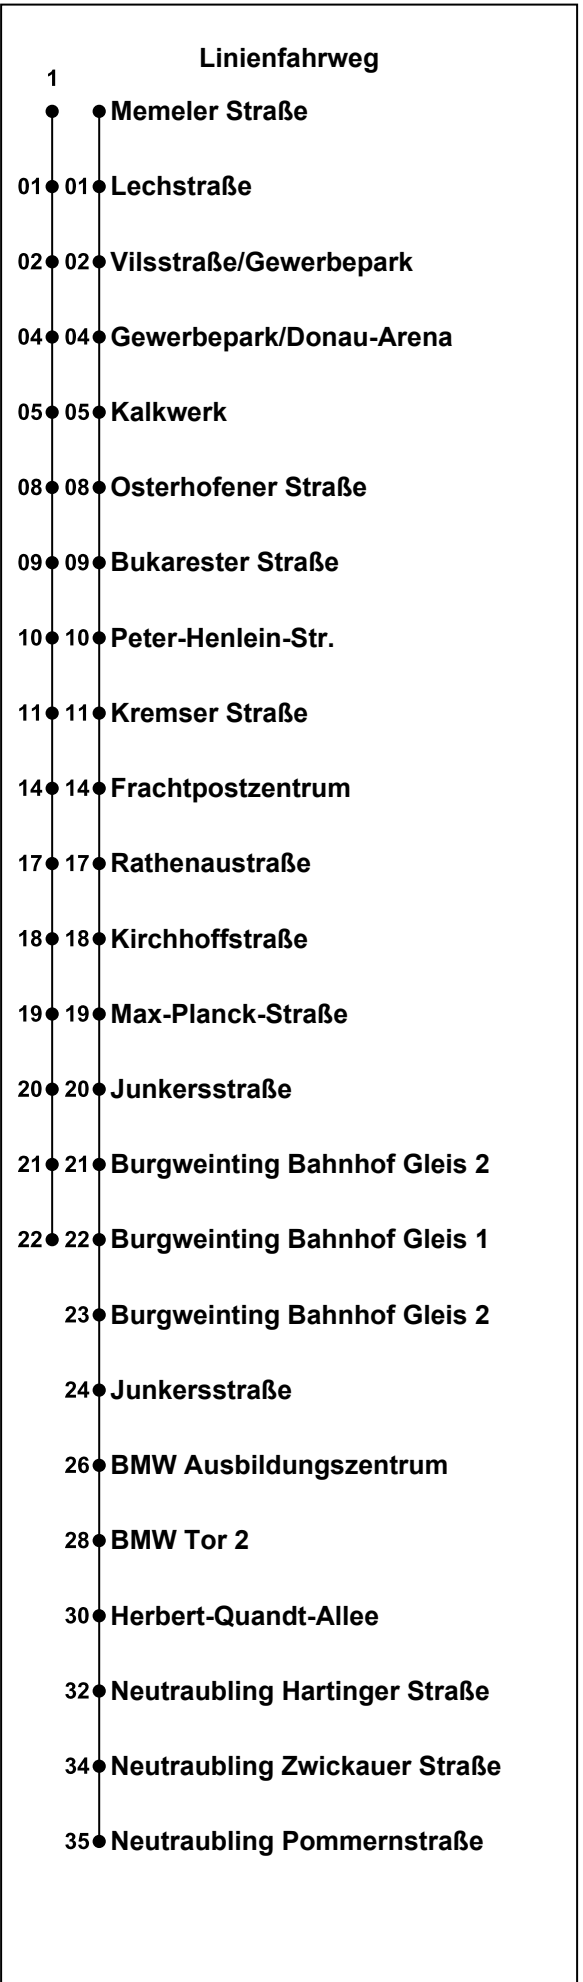 Linienfahrweg
1
Memeler Straße
01 01 Lechstraße
02 02 Vilsstraße/Gewerbepark
04 04 Gewerbepark/Donau-Arena
05 05 Kalkwerk
08 08 Osterhofener Straße
09 09 Bukarester Straße
10 10 Peter-Henlein-Str.
11 11 Kremser Straße
14 14 Frachtpostzentrum
17 17 Rathenaustraße
18 18 Kirchhoffstraße
19 19 Max-Planck-Straße
20 20 Junkersstraße
21 21 Burgweinting Bahnhof Gleis 2
22 22 Burgweinting Bahnhof Gleis 1
23 Burgweinting Bahnhof Gleis 2
24 Junkersstraße
26 BMW Ausbildungszentrum
28 BMW Tor 2
30 Herbert-Quandt-Allee
32 Neutraubling Hartinger Straße
34 Neutraubling Zwickauer Straße
35 Neutraubling Pommernstraße